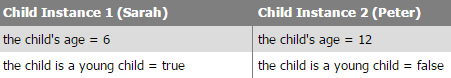 Child Instance 1 (Sarah) Child Instance 2 (Peter)
the child's age = 6 the child's age = 12
the child is a young child = true the child is a young child = false